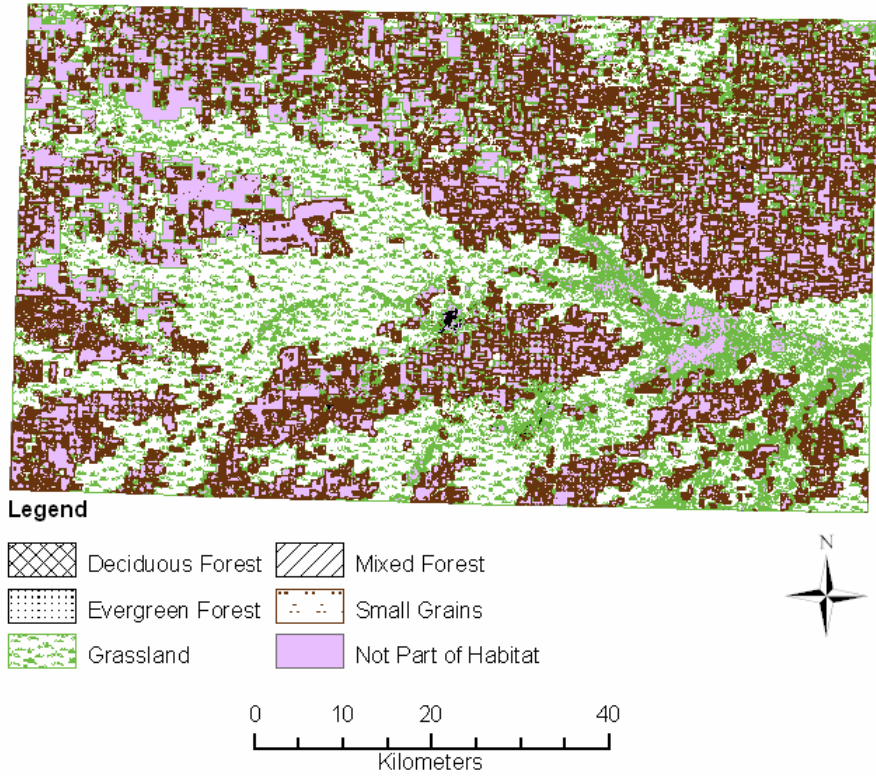 Legend
Deciduous Forest
Mixed Forest
Evergreen Forest
Small Grains
Grassland
Not Part of Habitat
N
0 10 20 40
Kilometers